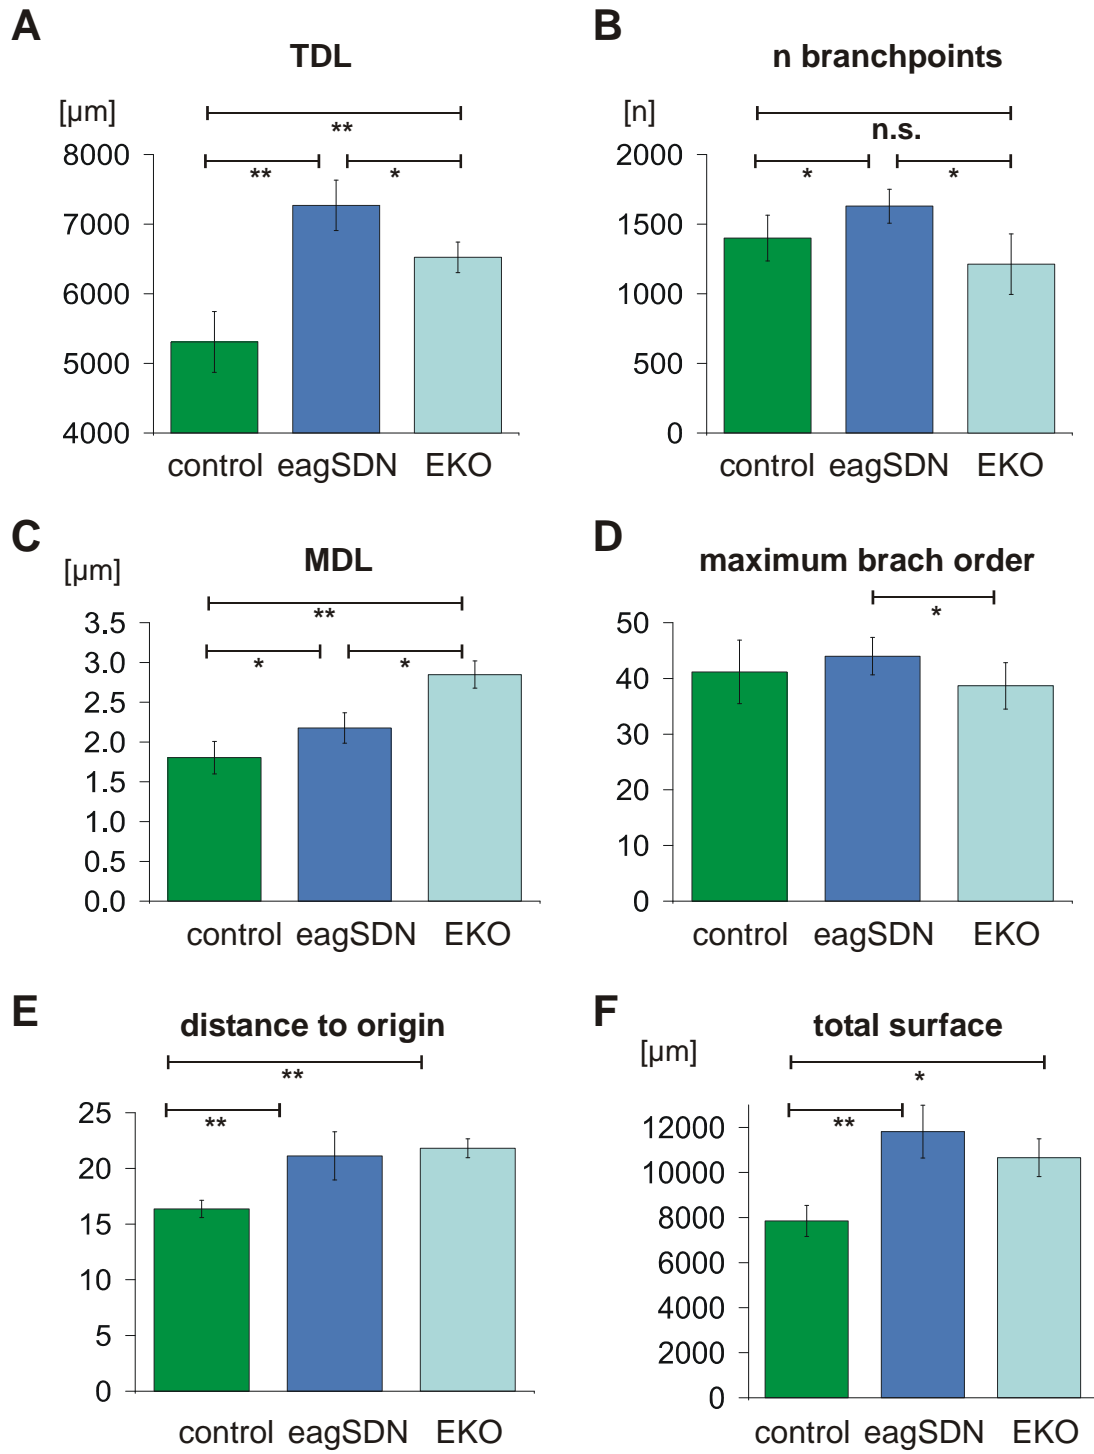 A
TDL
[µm]
**
**
*
8000
7000
6000
5000
4000
control eagSDN EKO
B
n branchpoints
[n]
n.s.
*
*
2000
1500
1000
500
0
control eagSDN EKO
C
MDL
[µm]
**
*
*
3.5
3.0
2.5
2.0
1.5
1.0
0.5
0.0
control eagSDN EKO
D
maximum brach order
*
50
40
30
20
10
0
control eagSDN EKO
E
distance to origin
**
**
25
20
15
10
5
0
control eagSDN EKO
F
total surface
[µm]
*
**
12000
10000
8000
6000
4000
2000
0
control eagSDN EKO